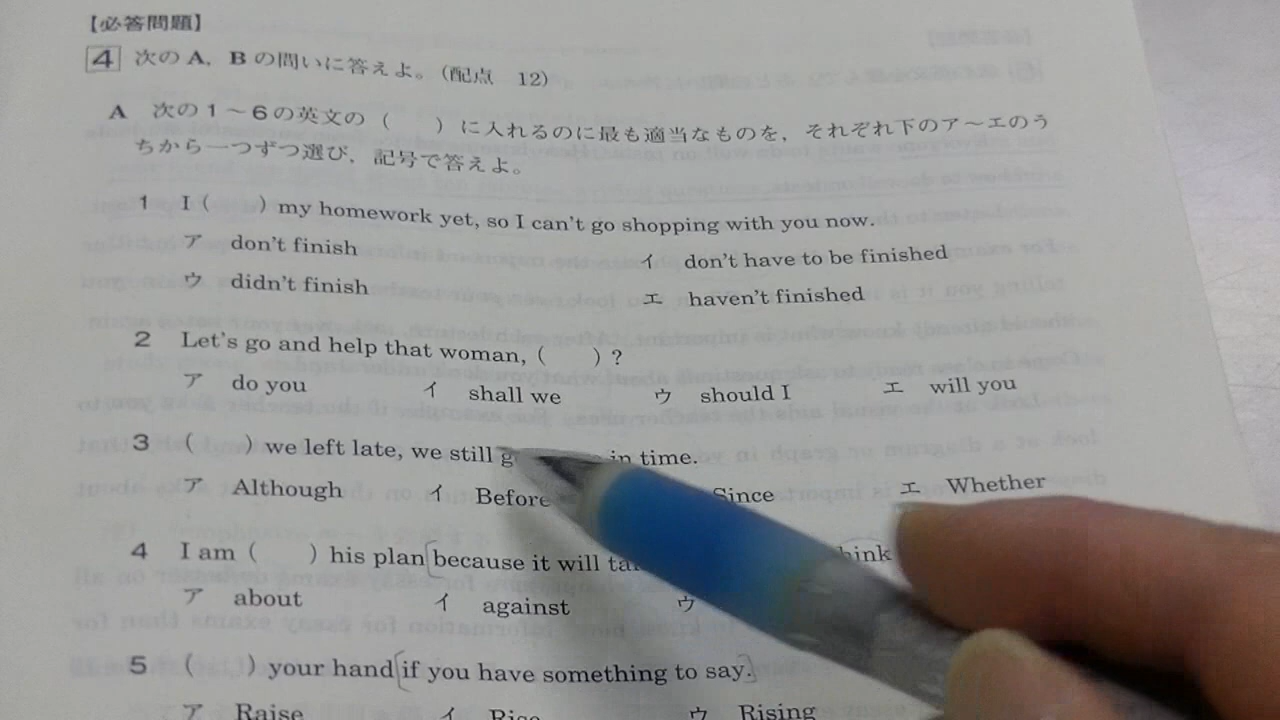 【必答問題】
4 次のA，Bの問いに答えよ。（配点 12）
A 次の1～6の英文の（ ）に入れるのに最も適当なものを，それぞれ下のア～エのう
ちから一つずつ選び，記号で答えよ。
1 I ( ) my homework yet, so I can't go shopping with you now.
ア don't finish イ don't have to be finished
ウ didn't finish エ haven't finished
2 Let's go and help that woman, ( ) ?
ア do you イ shall we ウ should I エ will you
3 ( ) we left late, we still in time.
ア Although イ Before Since エ Whether
4 I am ( ) his plan because it will
ア about イ against ウ
5 ( ) your hand if you have something to say.
ア Raise イ Rise ウ Rising